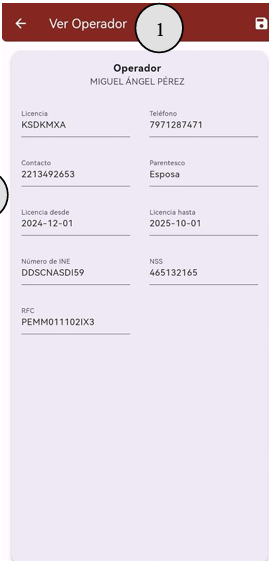 Ver Operador
1
Operador
MIGUEL ÁNGEL PÉREZ
Licencia
KSDKMXA
Teléfono
7971287471
Contacto
2213492653
Parentesco
Esposa
Licencia desde
2024-12-01
Licencia hasta
2025-10-01
Número de INE
DDSCNASDI59
NSS
465132165
RFC
PEMM011102IX3